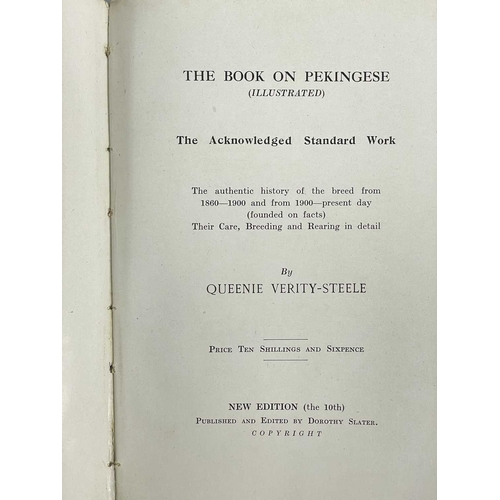 THE BOOK ON PEKINGESE
(ILLUSTRATED)
The Acknowledged Standard Work
The authentic history of the breed from
1860—1900 and from 1900—present day
(founded on facts)
Their Care, Breeding and Rearing in detail
By
QUEENIE VERITY-STEELE
PRICE TEN SHILLINGS AND SIXPENCE
NEW EDITION (the 10th)
PUBLISHED AND EDITED BY DOROTHY SLATER.
COPYRIGHT